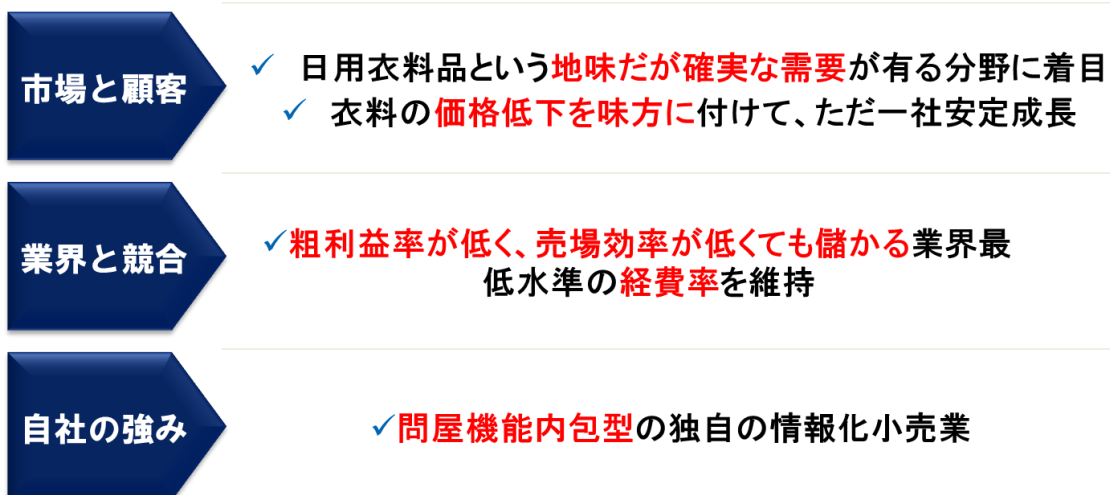 市場と顧客
✓ 日用衣料品という地味だが確実な需要が有る分野に着目
✓ 衣料の価格低下を味方に付けて、ただ一社安定成長
業界と競合
✓粗利益率が低く、売場効率が低くても儲かる業界最
低水準の経費率を維持
自社の強み
✓問屋機能内包型の独自の情報化小売業